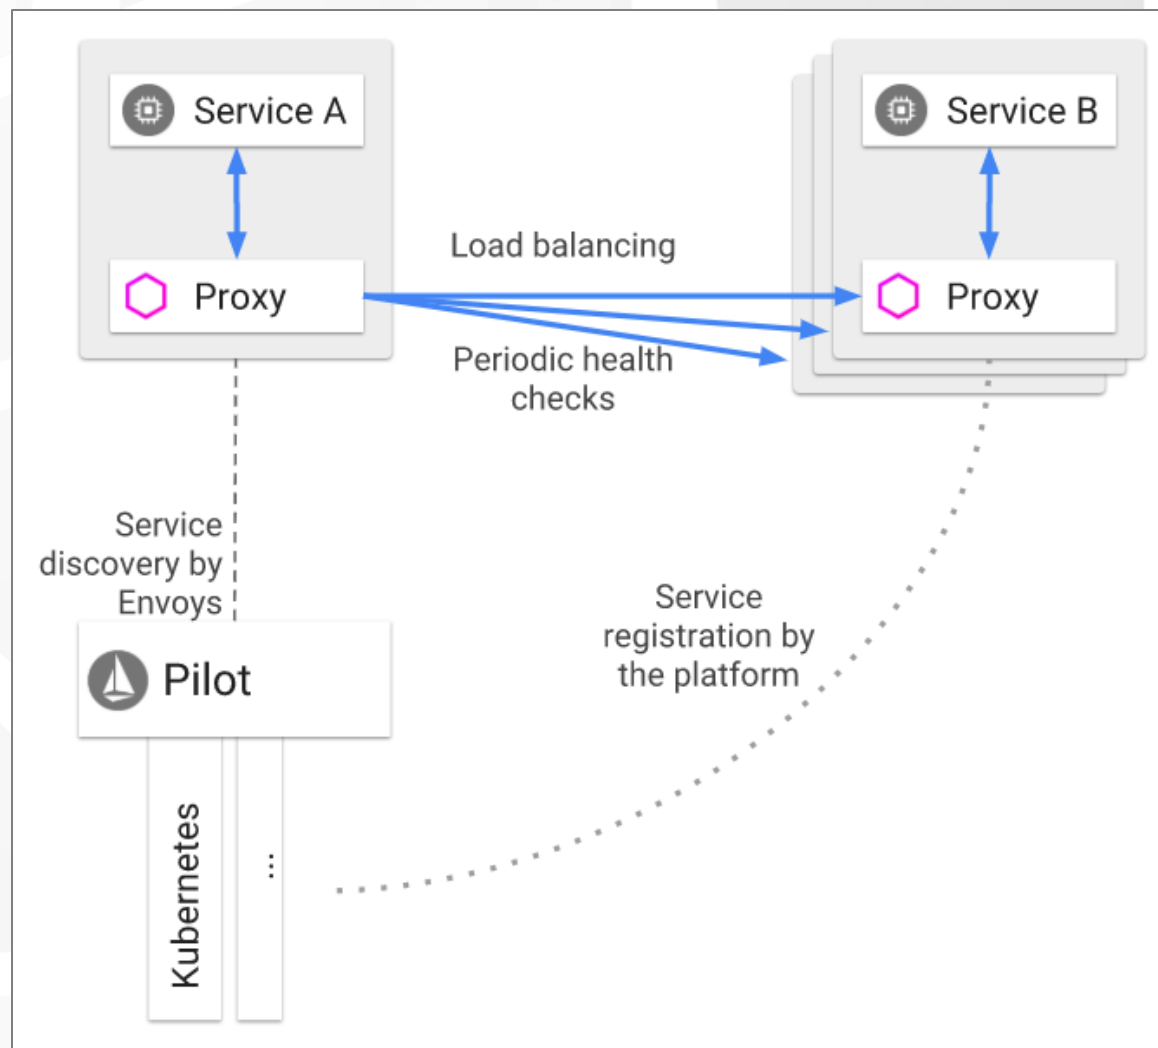 Service A
Service B
Load balancing
Proxy
Proxy
Periodic health
checks
Service
discovery by
Envoys
Service
registration by
the platform
Pilot
Kubernetes
...